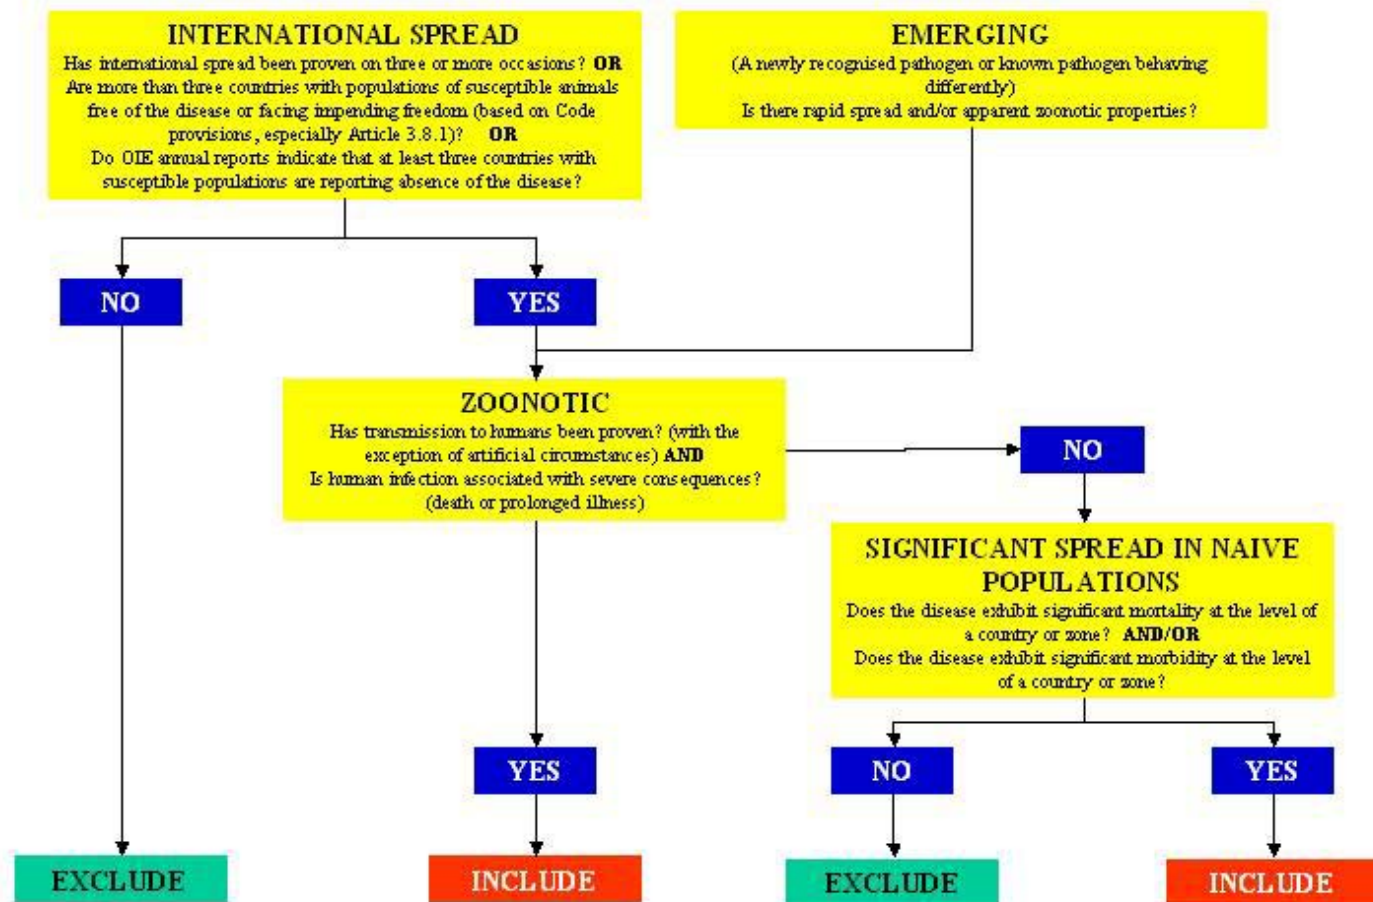 INTERNATIONAL SPREAD
Has international spread been proven on three or more occasions? OR
Are more than three countries with populations of susceptible animals
free of the disease or facing impending freedom (based on Code
provisions, especially Article 3.8.1)? OR
Do OIE annual reports indicate that at least three countries with
susceptible populations are reporting absence of the disease?
EMERGING
(A newly recognised pathogen or known pathogen behaving
differently)
Is there rapid spread and/or apparent zoonotic properties?
NO
YES
ZOONOTIC
Has transmission to humans been proven? (with the
exception of artificial circumstances) AND
Is human infection associated with severe consequences?
(death or prolonged illness)
NO
SIGNIFICANT SPREAD IN NAIVE
POPULATIONS
Does the disease exhibit significant mortality at the level of
a country or zone? AND/OR
Does the disease exhibit significant morbidity at the level
of a country or zone?
YES
NO
YES
EXCLUDE
INCLUDE
EXCLUDE
INCLUDE